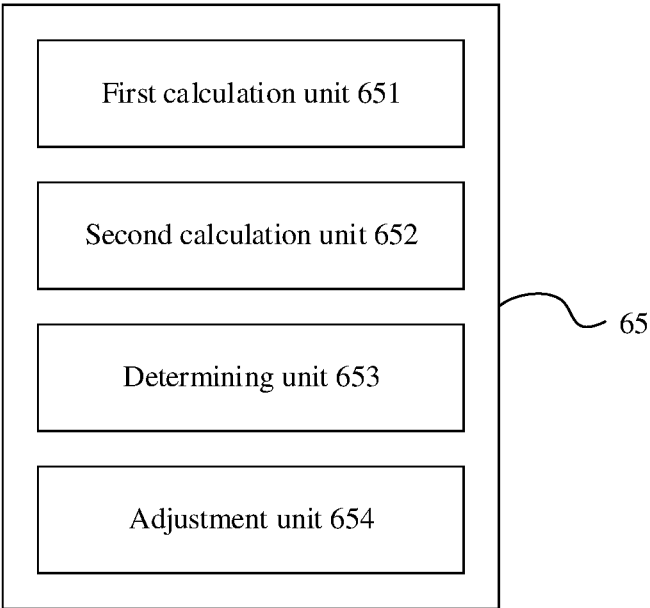 First calculation unit 651
Second calculation unit 652
65
Determining unit 653
Adjustment unit 654